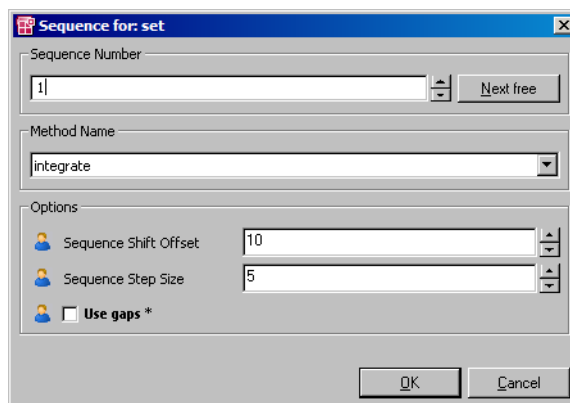 Sequence for: set
Sequence Number
1
Next free
Method Name
integrate
Options
Sequence Shift Offset 10
Sequence Step Size 5
Use gaps *
OK Cancel